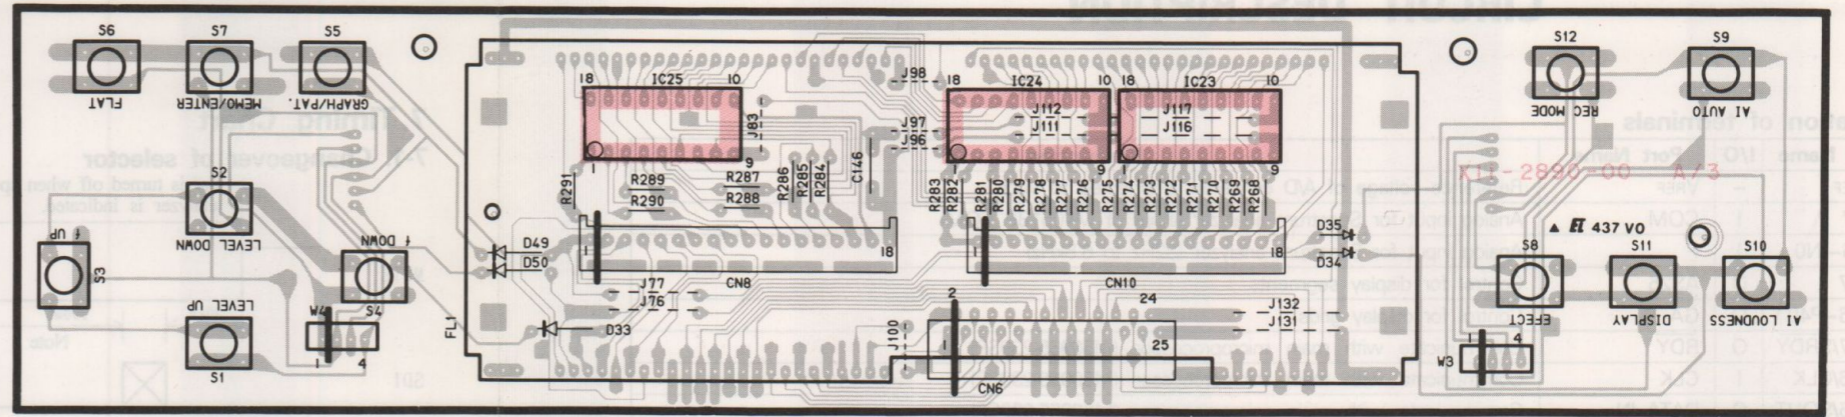 S6
FLAT
S7
MEMO/ENTER
S5
GRAPH/PAT.
S2
LEVEL DOWN
f UP
S3
f DOWN
S4
LEVEL UP
S1
W4
1 4
FL1
18 IC25 10
1 9
J83
J98
J97
J96
C146
18 IC24 10
J112
J111
1 9
18 IC23 10
J117
J116
1 9
R291
R289
R290
R287
R288
R286
R285
R284
R283
R282
R281
R280
R279
R278
R277
R276
R275
R274
R273
R272
R271
R270
R269
R268
D49
D50
D33
D35
D34
1 18
CN8
1 18
CN10
J77
J76
J100
2 24
1 25
CN6
J132
J131
S12
REC MODE
S9
AI AUTO
X11-2890-00 A/3
437 V0
S8
EFFECT
S11
DISPLAY
S10
AI LOUDNESS
W3
1 4